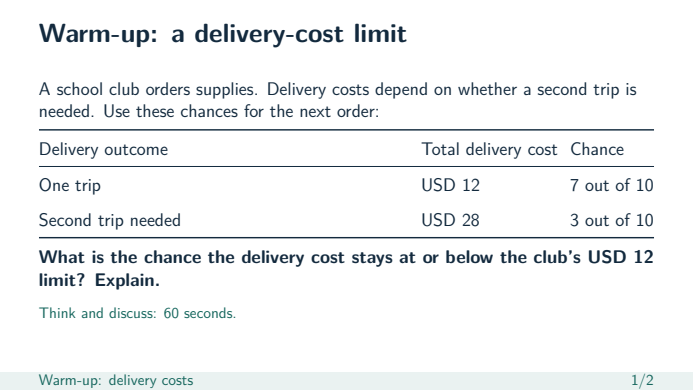 Warm-up: a delivery-cost limit
A school club orders supplies. Delivery costs depend on whether a second trip is
needed. Use these chances for the next order:
Delivery outcome Total delivery cost Chance
One trip USD 12 7 out of 10
Second trip needed USD 28 3 out of 10
What is the chance the delivery cost stays at or below the club's USD 12
limit? Explain.
Think and discuss: 60 seconds.
Warm-up: delivery costs 1/2